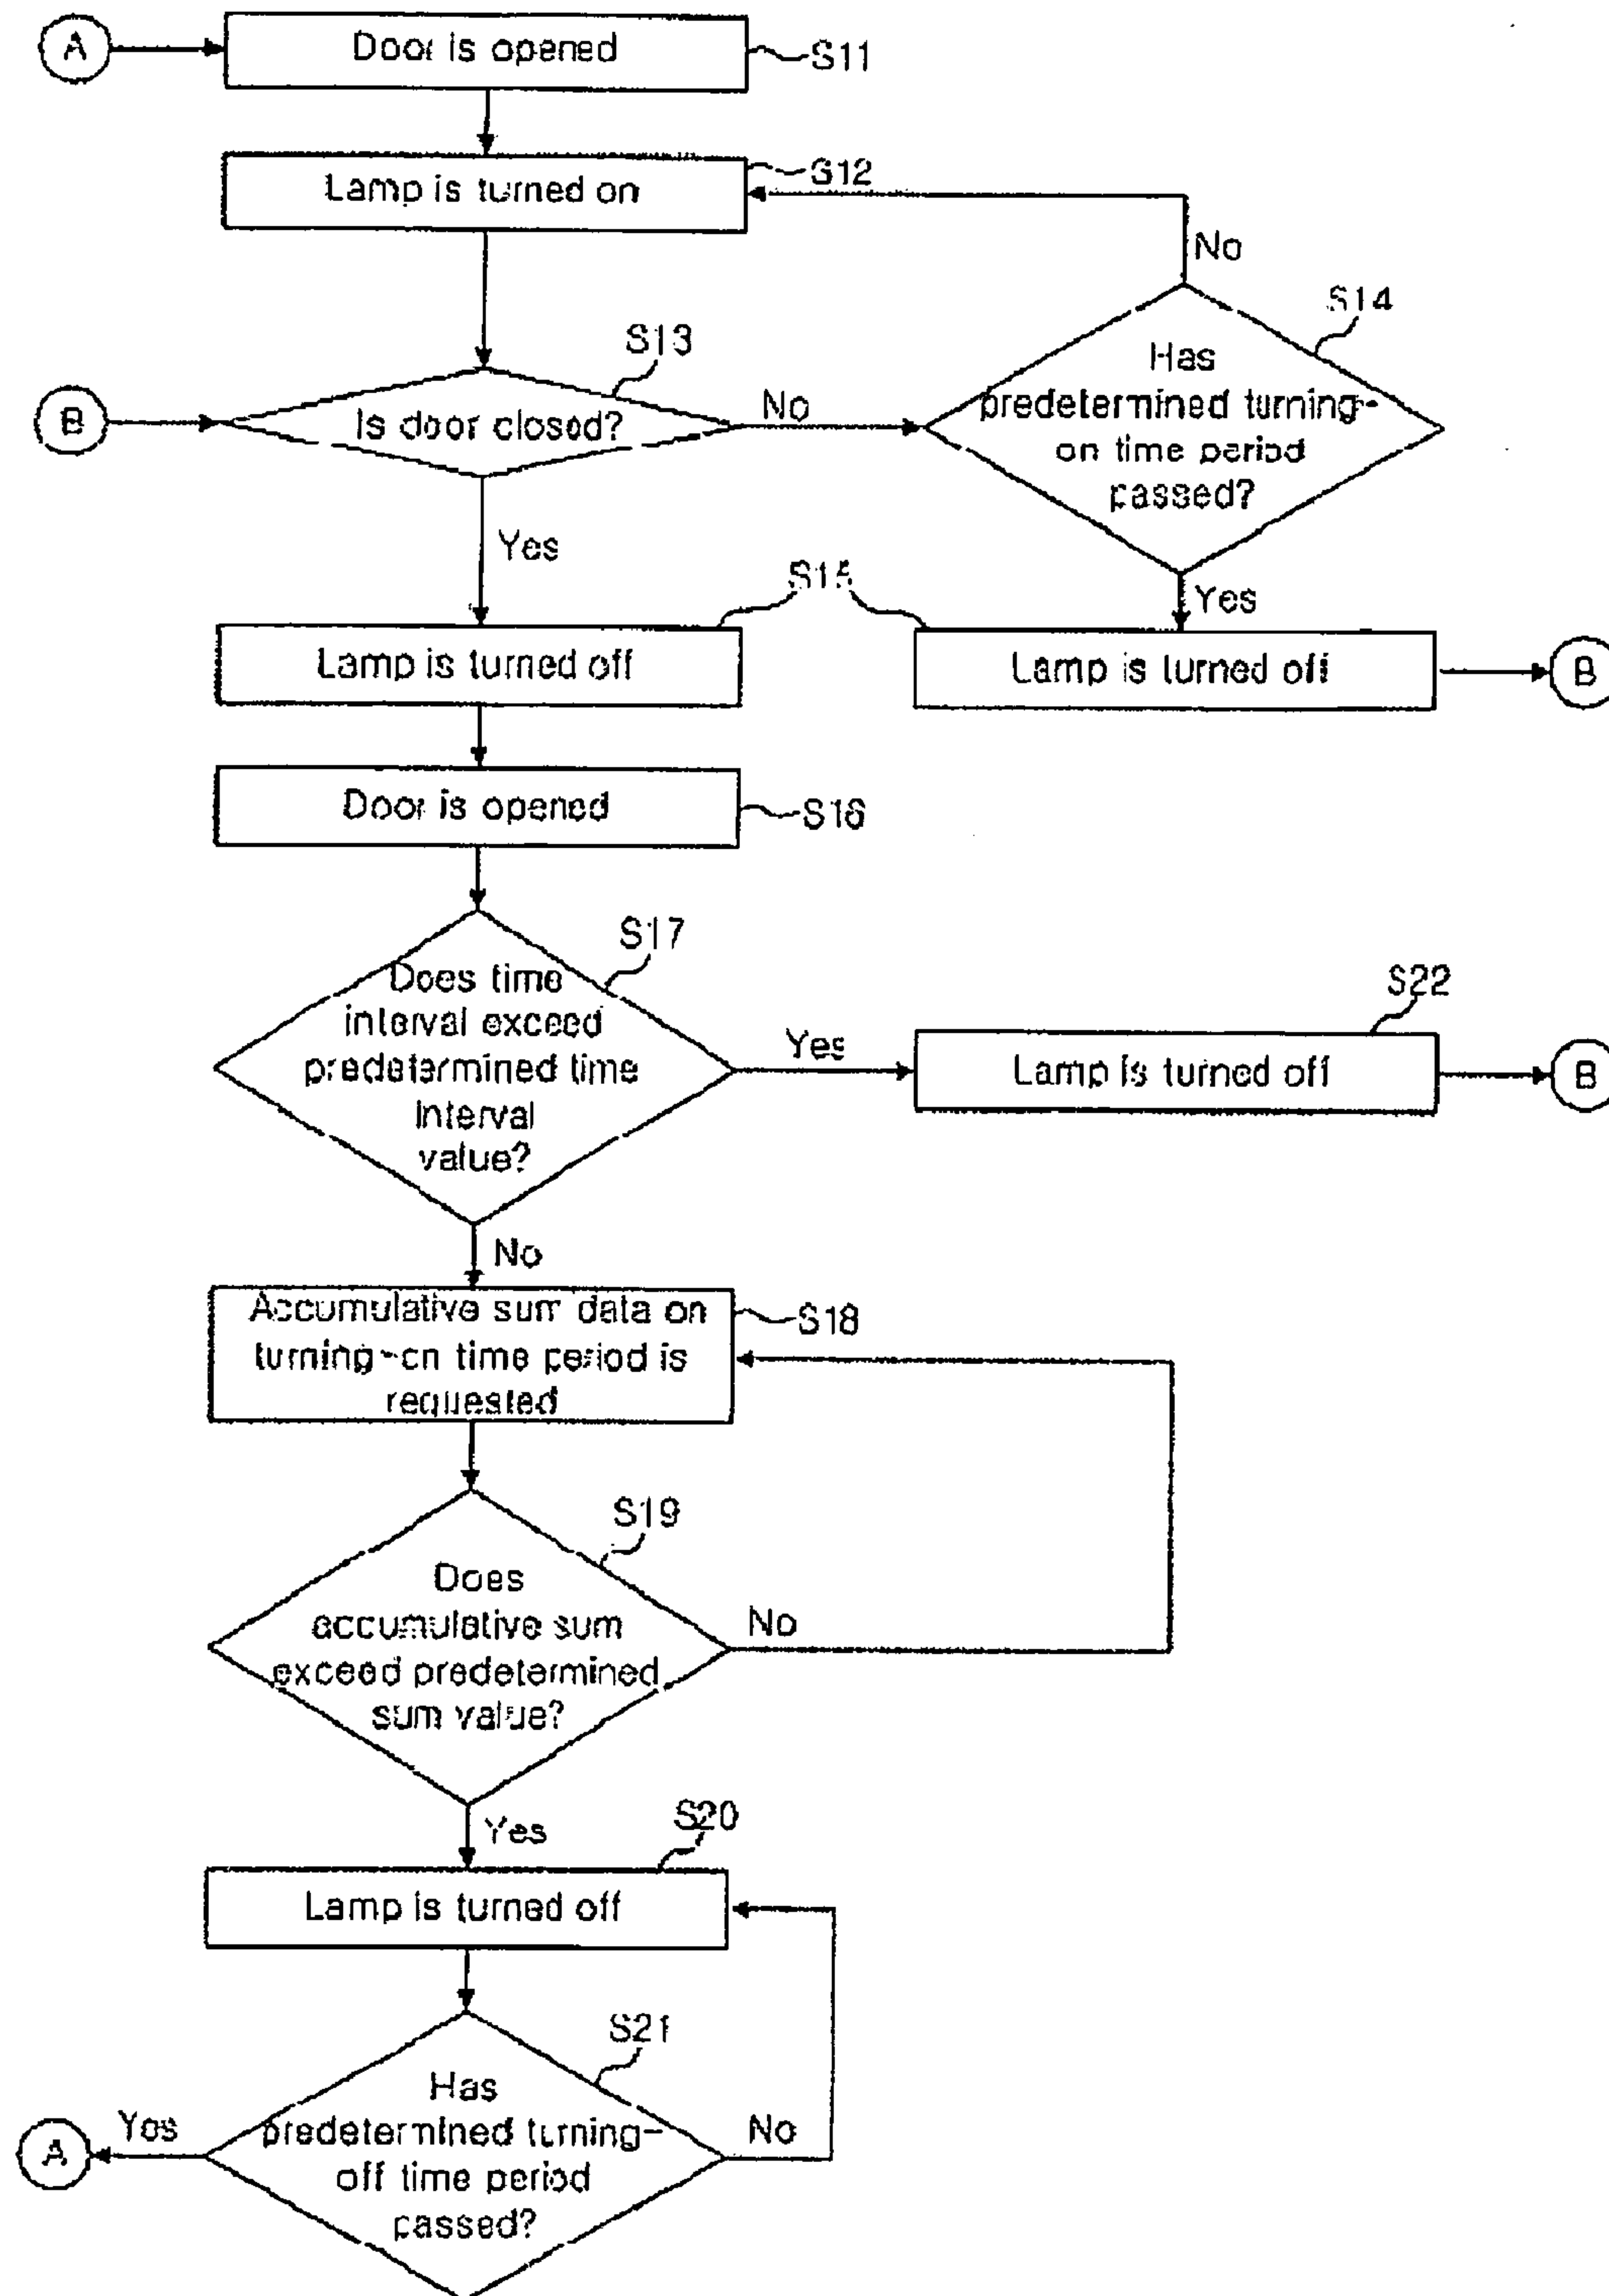 A
Door is opened
S11
Lamp is turned on
S12
No
S14
Has
predetermined turning-
on time period
passed?
S13
B
Is door closed?
No
Yes
S15
Yes
Lamp is turned off
Lamp is turned off
B
Door is opened
S16
S17
Does time
interval exceed
predetermined time
interval
value?
Yes
S22
Lamp is turned off
B
No
Accumulative sum data on
turning-on time period is
requested
S18
S19
Does
accumulative sum
exceed predetermined
sum value?
No
Yes
S20
Lamp is turned off
S21
Has
predetermined turning-
off time period
passed?
Yes
A
No